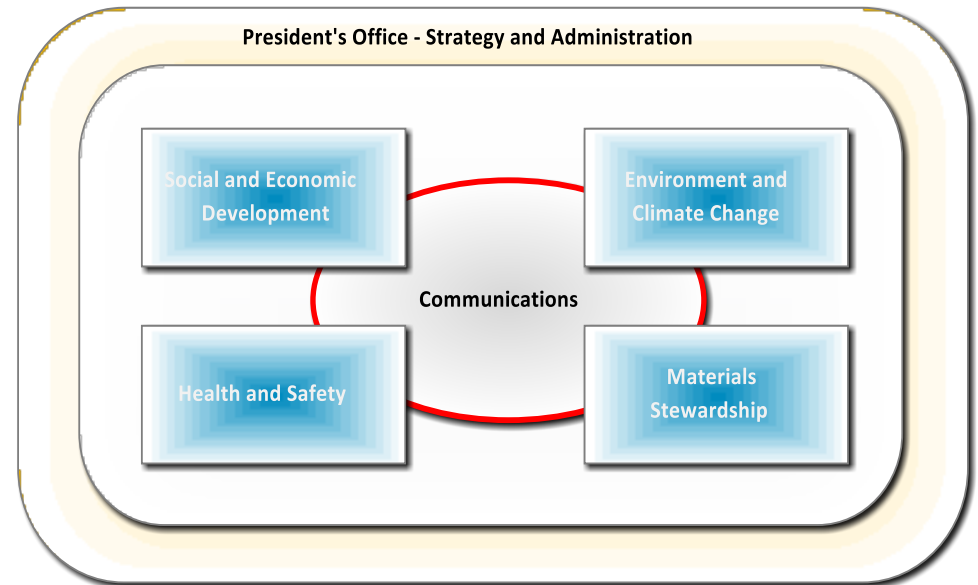 President's Office - Strategy and Administration
Social and Economic
Development
Environment and
Climate Change
Communications
Health and Safety
Materials
Stewardship